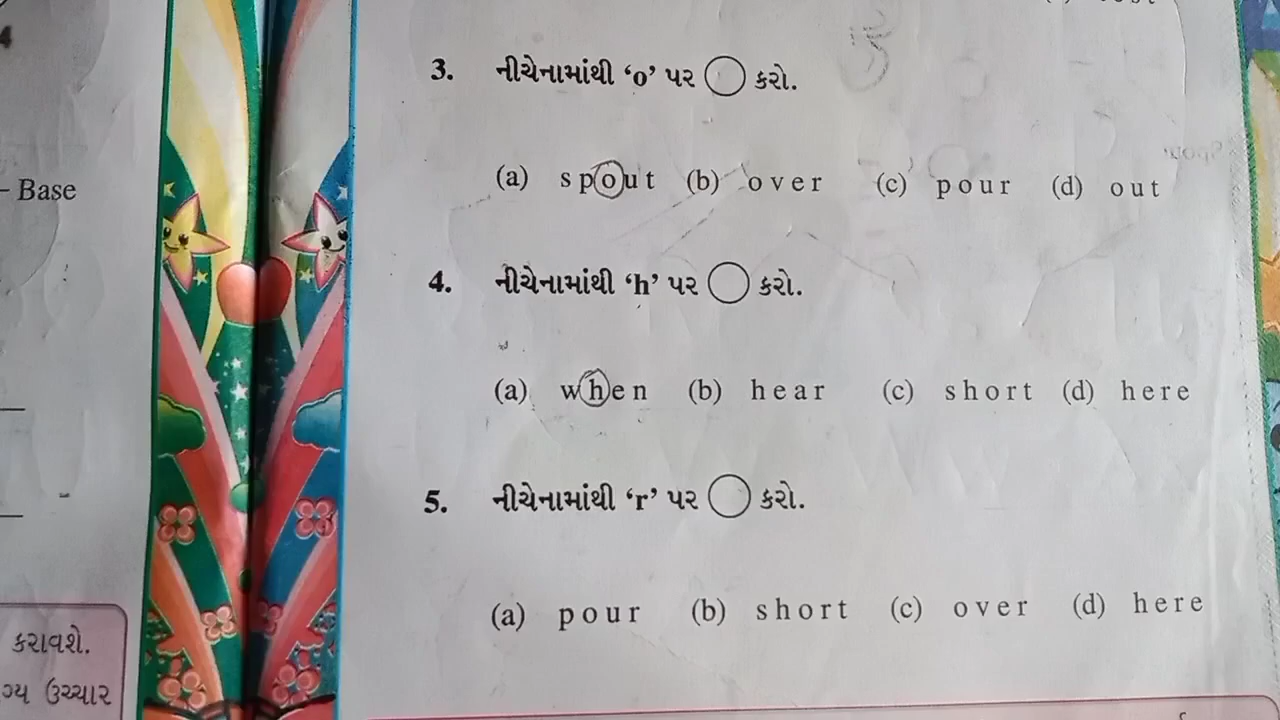 – Base
કરાવશે.
ઉચ્ચાર
3. નીચેનામાંથી ‘o’ પર ◯ કરો.
(a) spout (b) over (c) pour (d) out
4. નીચેનામાંથી ‘h’ પર ◯ કરો.
(a) when (b) hear (c) short (d) here
5. નીચેનામાંથી ‘r’ પર ◯ કરો.
(a) pour (b) short (c) over (d) here